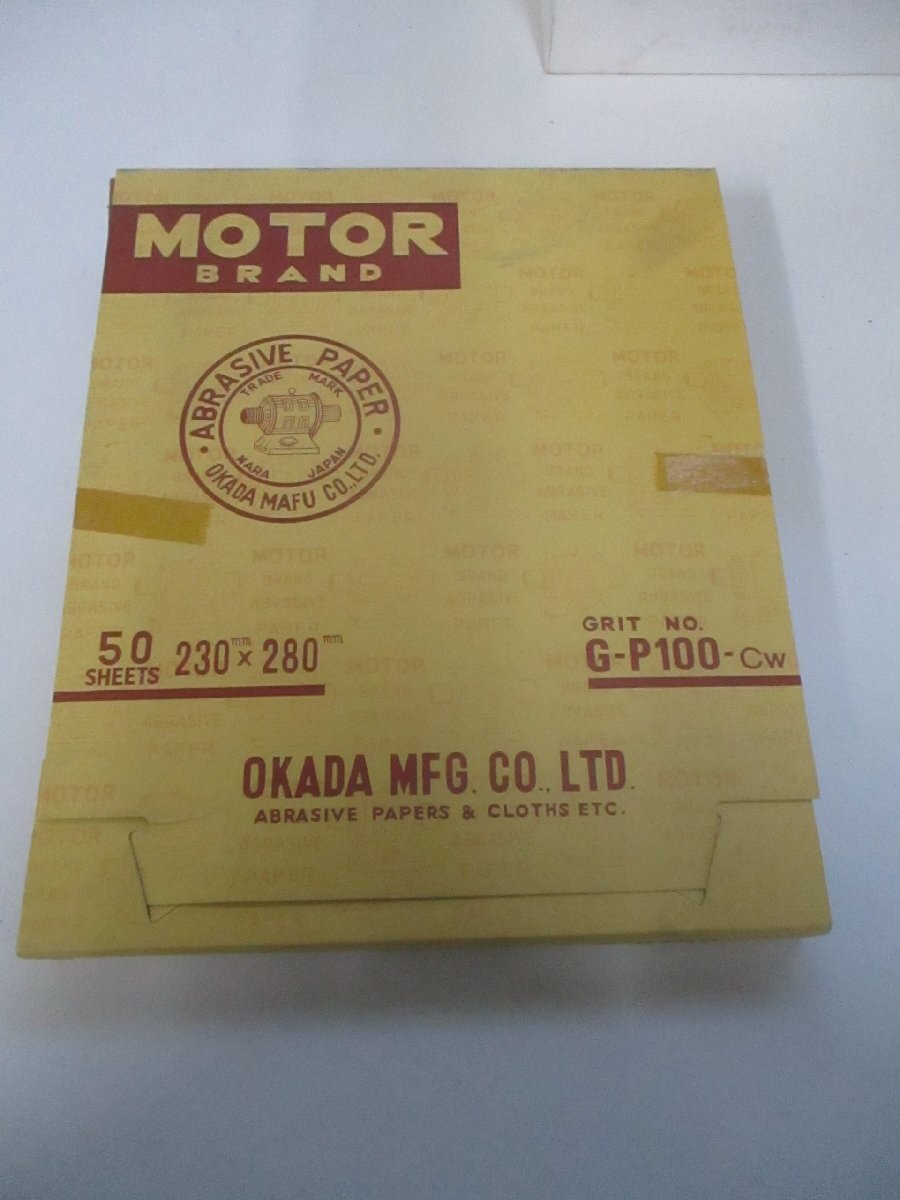 MOTOR
BRAND
ABRASIVE PAPER
TRADE MARK
NARA JAPAN
OKADA MAFU CO.,LTD.
50
SHEETS
230mm × 280mm
GRIT NO.
G-P100-CW
OKADA MFG. CO., LTD.
ABRASIVE PAPERS & CLOTHS ETC.